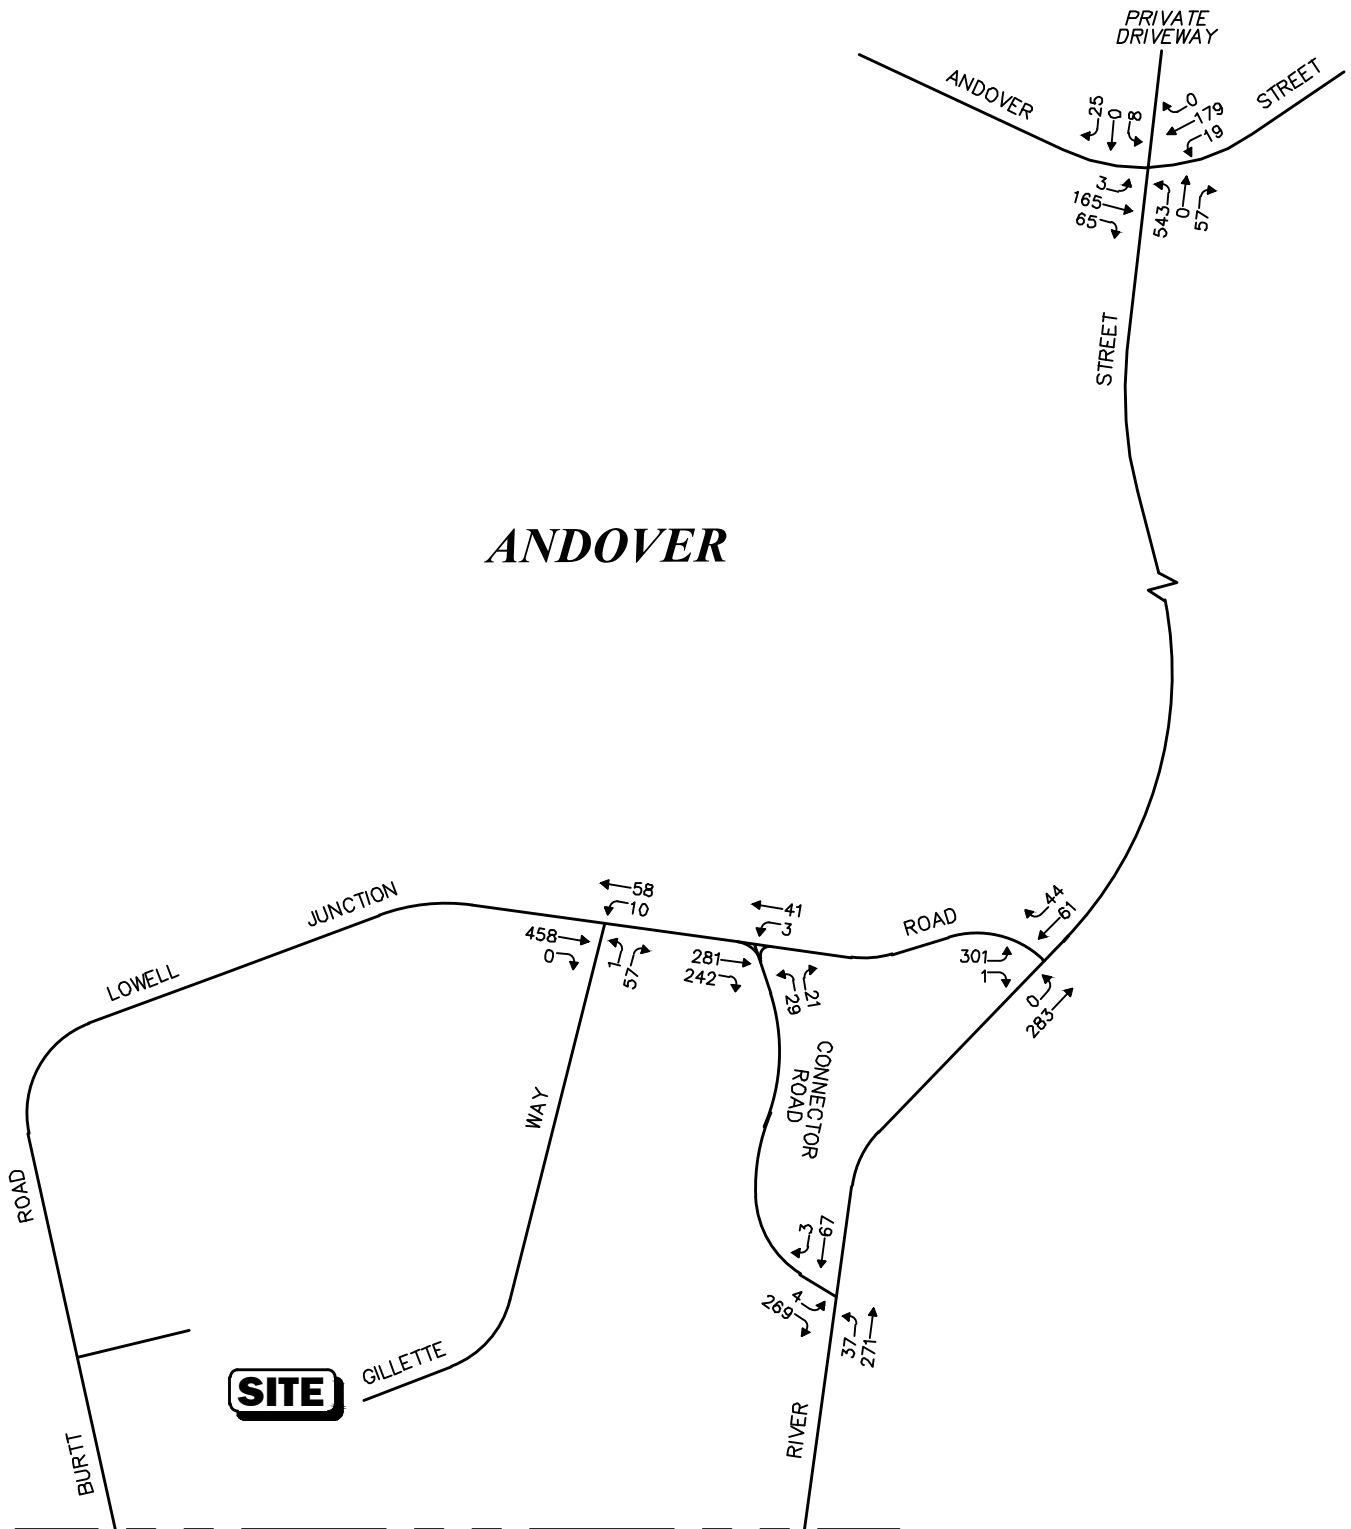 PRIVATE
DRIVEWAY
ANDOVER
STREET
25
0
8
0
179
19
3
165
65
543
0
57
STREET
ANDOVER
58
10
458
0
1
57
41
3
281
242
29
21
44
61
301
1
0
283
JUNCTION
ROAD
LOWELL
CONNECTOR
ROAD
WAY
ROAD
3
67
4
269
37
271
GILLETTE
SITE
RIVER
BURTT